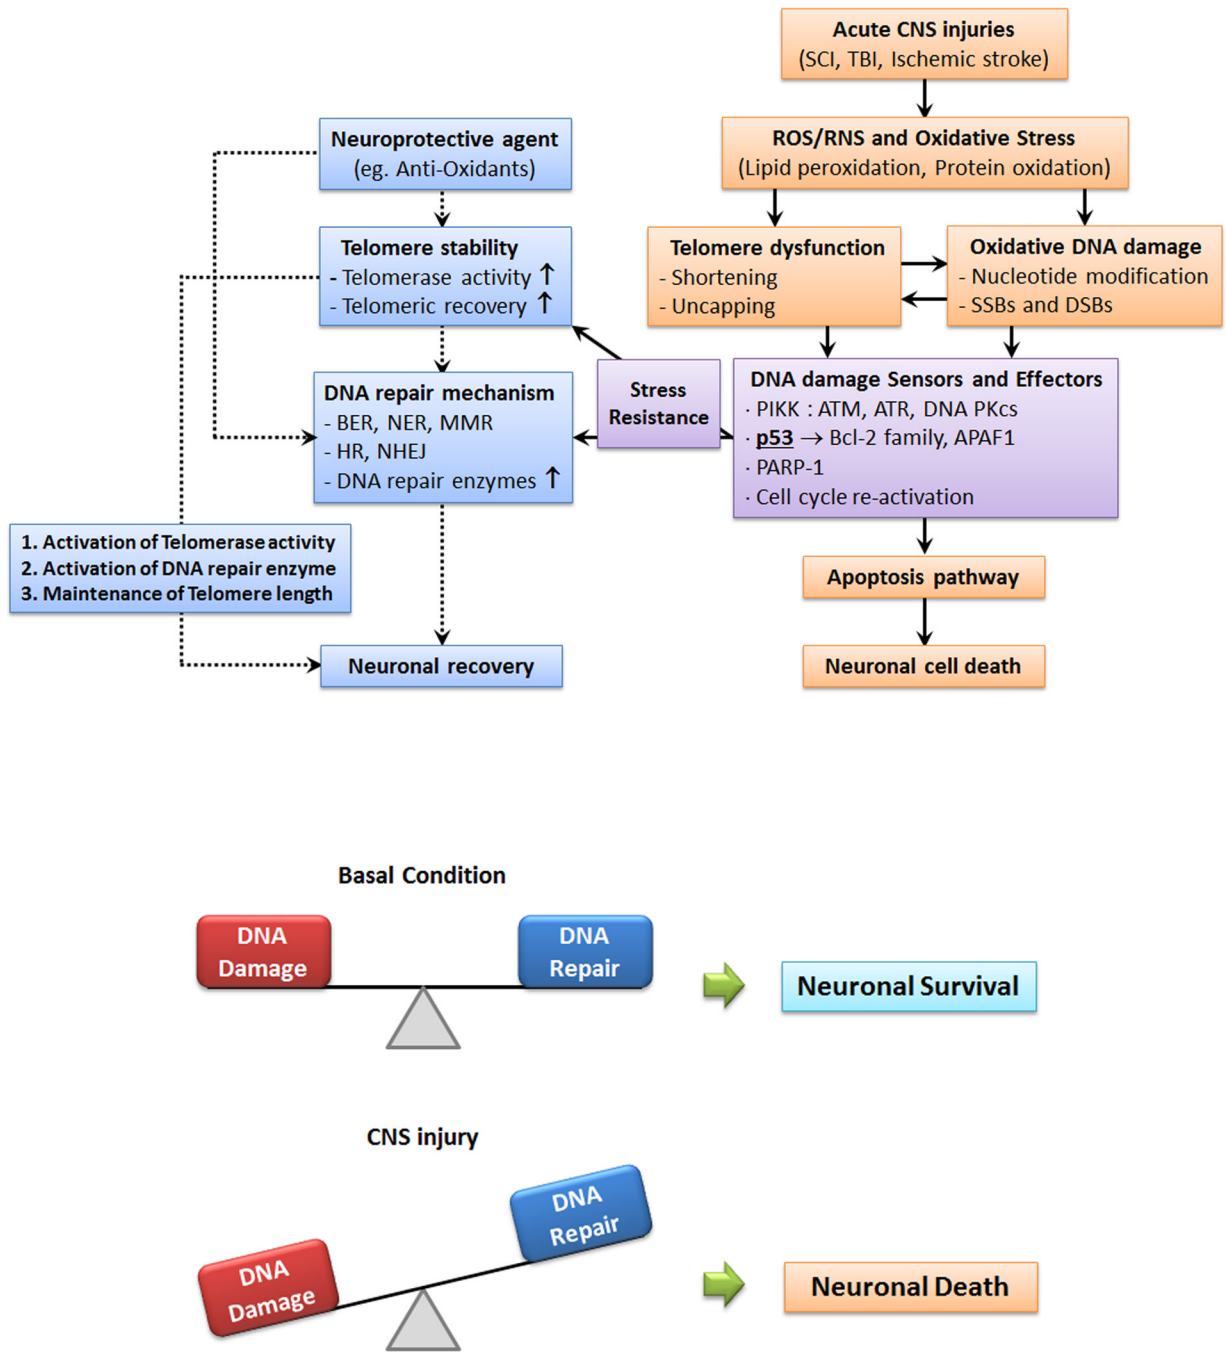 Acute CNS injuries
(SCI, TBI, Ischemic stroke)
Neuroprotective agent
(eg. Anti-Oxidants)
ROS/RNS and Oxidative Stress
(Lipid peroxidation, Protein oxidation)
Telomere stability
- Telomerase activity ↑
- Telomeric recovery ↑
Telomere dysfunction
- Shortening
- Uncapping
Oxidative DNA damage
- Nucleotide modification
- SSBs and DSBs
DNA repair mechanism
- BER, NER, MMR
- HR, NHEJ
- DNA repair enzymes ↑
Stress
Resistance
DNA damage Sensors and Effectors
· PIKK : ATM, ATR, DNA PKcs
· p53 → Bcl-2 family, APAF1
· PARP-1
· Cell cycle re-activation
1. Activation of Telomerase activity
2. Activation of DNA repair enzyme
3. Maintenance of Telomere length
Apoptosis pathway
Neuronal recovery
Neuronal cell death
Basal Condition
DNA
Damage
DNA
Repair
Neuronal Survival
CNS injury
DNA
Damage
DNA
Repair
Neuronal Death